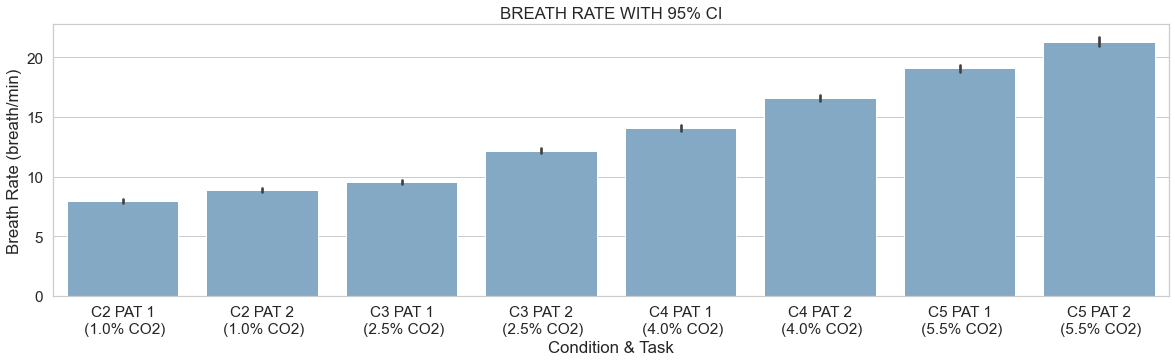 BREATH RATE WITH 95% CI
Breath Rate (breath/min)
20
15
10
5
0
C2 PAT 1 C2 PAT 2 C3 PAT 1 C3 PAT 2 C4 PAT 1 C4 PAT 2 C5 PAT 1 C5 PAT 2
(1.0% CO2) (1.0% CO2) (2.5% CO2) (2.5% CO2) (4.0% CO2) (4.0% CO2) (5.5% CO2) (5.5% CO2)
Condition & Task